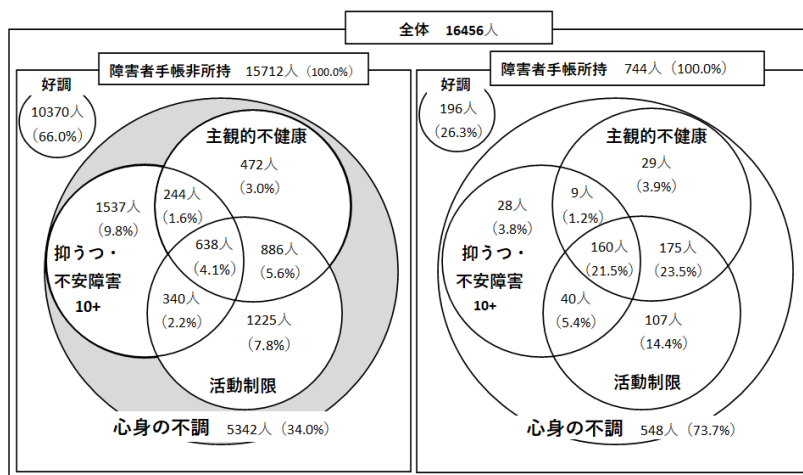 全体 16456人
障害者手帳非所持 15712人 (100.0%)
好調
10370人
(66.0%)
主観的不健康
472人
(3.0%)
1537人
(9.8%)
244人
(1.6%)
638人
(4.1%)
886人
(5.6%)
抑うつ・
不安障害
10+
340人
(2.2%)
1225人
(7.8%)
活動制限
心身の不調 5342人 (34.0%)
障害者手帳所持 744人 (100.0%)
好調
196人
(26.3%)
主観的不健康
29人
(3.9%)
28人
(3.8%)
9人
(1.2%)
160人
(21.5%)
175人
(23.5%)
抑うつ・
不安障害
10+
40人
(5.4%)
107人
(14.4%)
活動制限
心身の不調 548人 (73.7%)